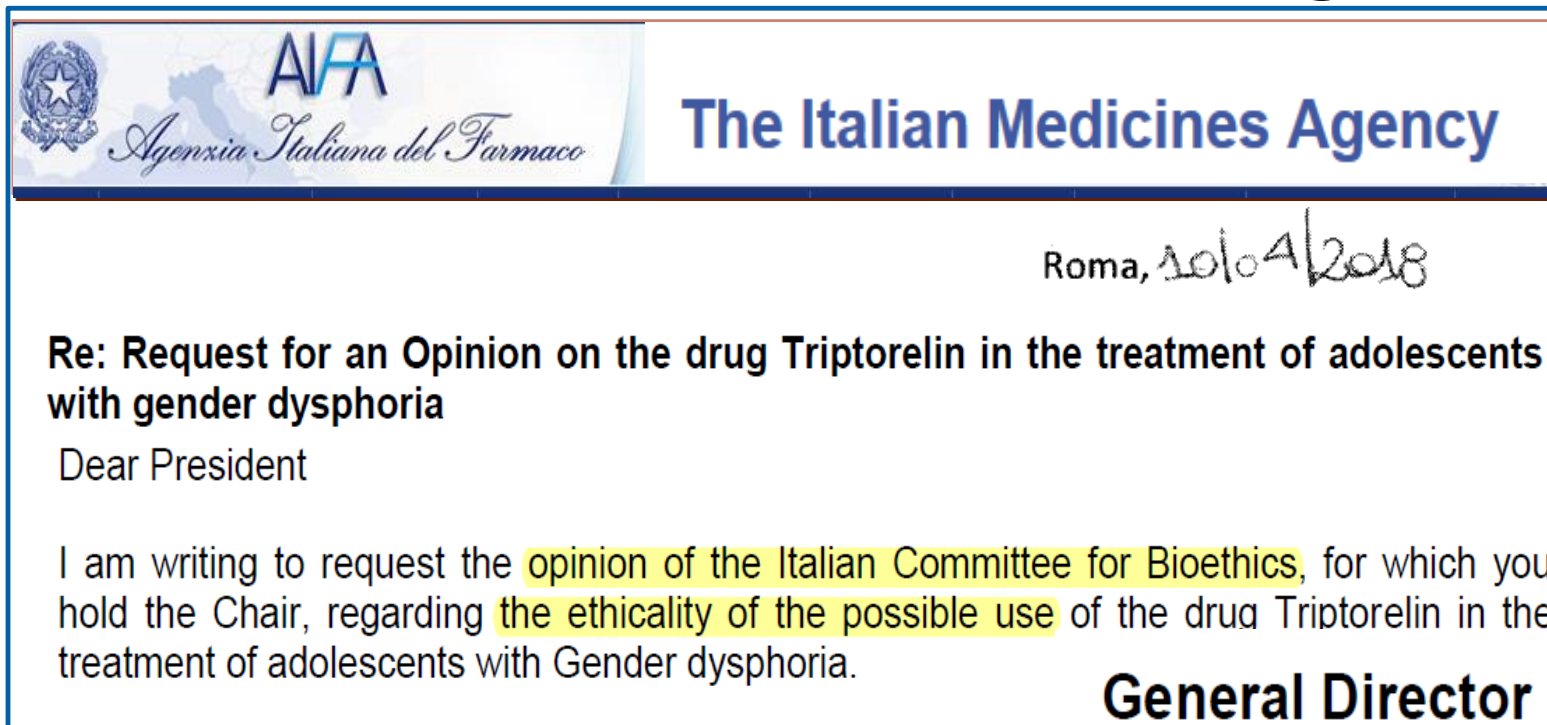 AIFA
Agenzia Italiana del Farmaco
The Italian Medicines Agency
Roma, 10/04/2018
Re: Request for an Opinion on the drug Triptorelin in the treatment of adolescents
with gender dysphoria
Dear President
I am writing to request the opinion of the Italian Committee for Bioethics, for which you
hold the Chair, regarding the ethicality of the possible use of the drug Triptorelin in the
treatment of adolescents with Gender dysphoria.
General Director